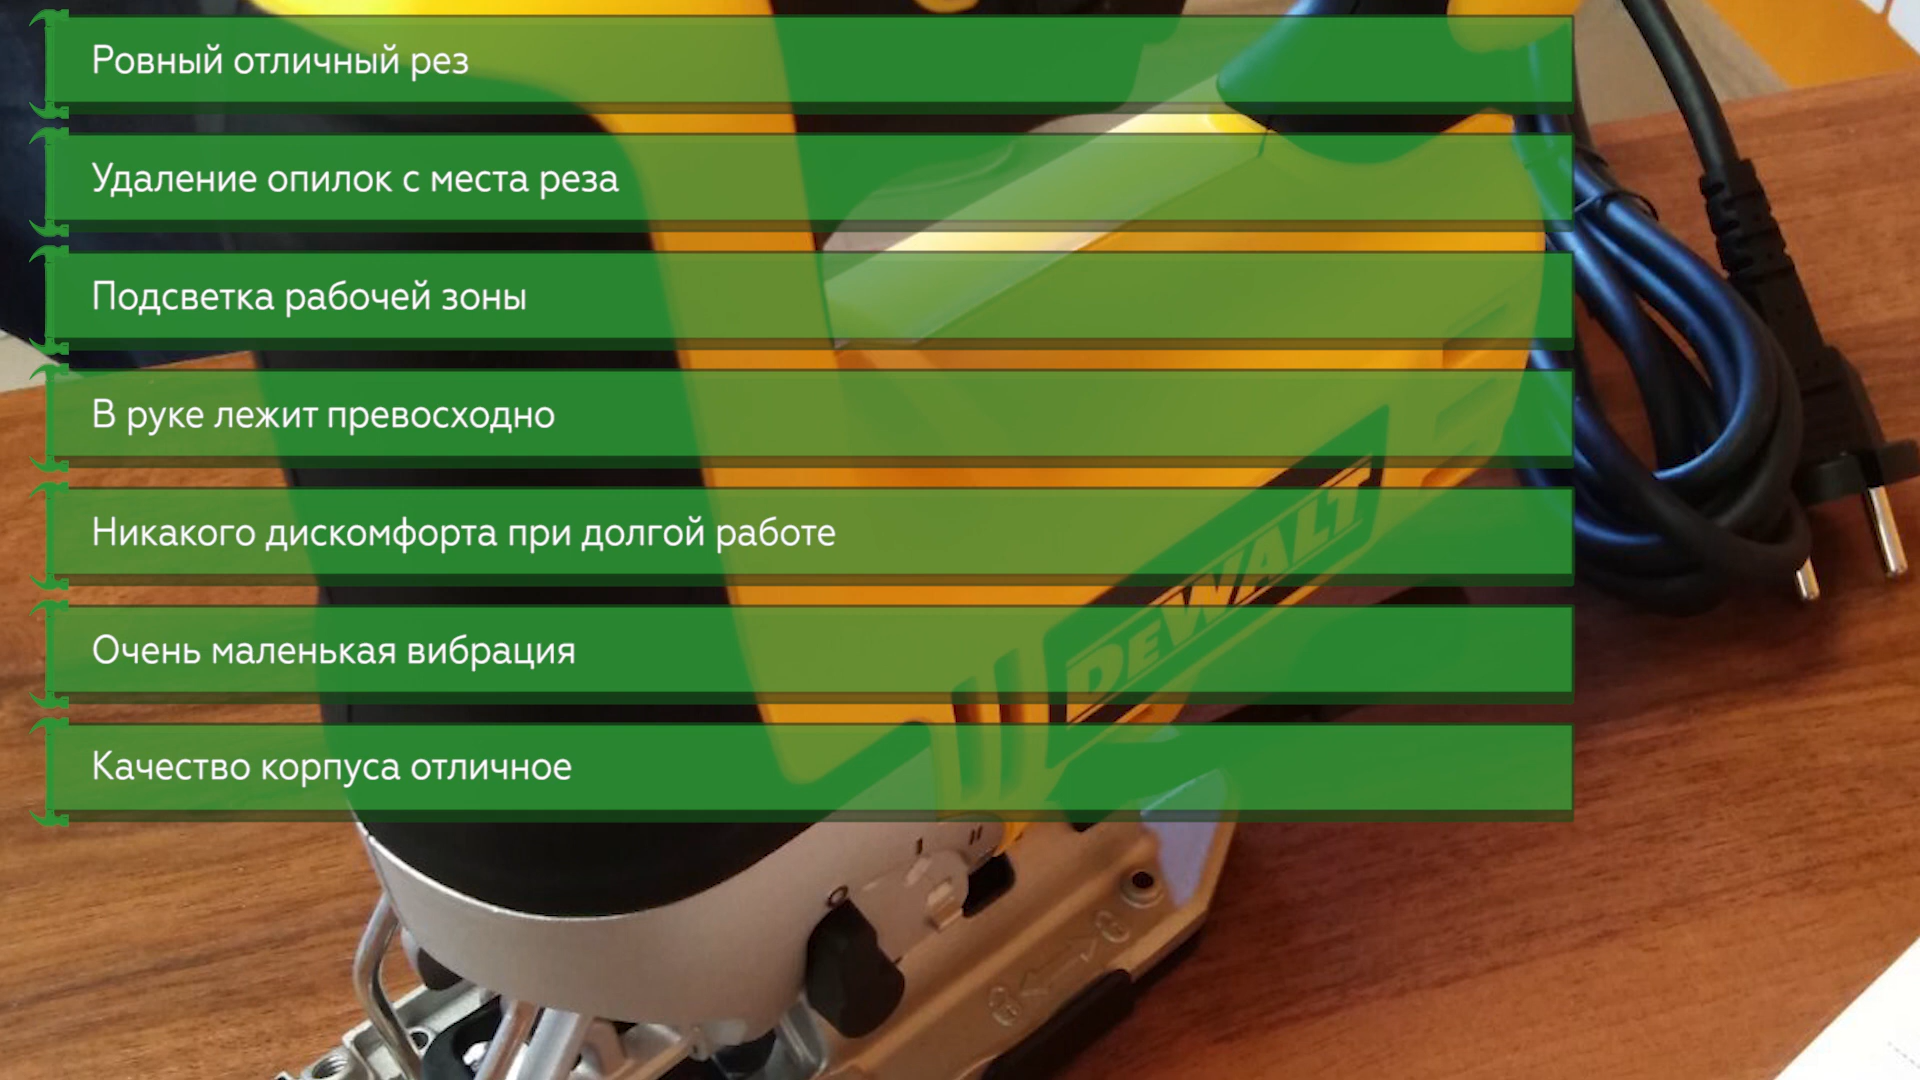 Ровный отличный рез
Удаление опилок с места реза
Подсветка рабочей зоны
В руке лежит превосходно
Никакого дискомфорта при долгой работе
DEWALT
Очень маленькая вибрация
Качество корпуса отличное
I
II